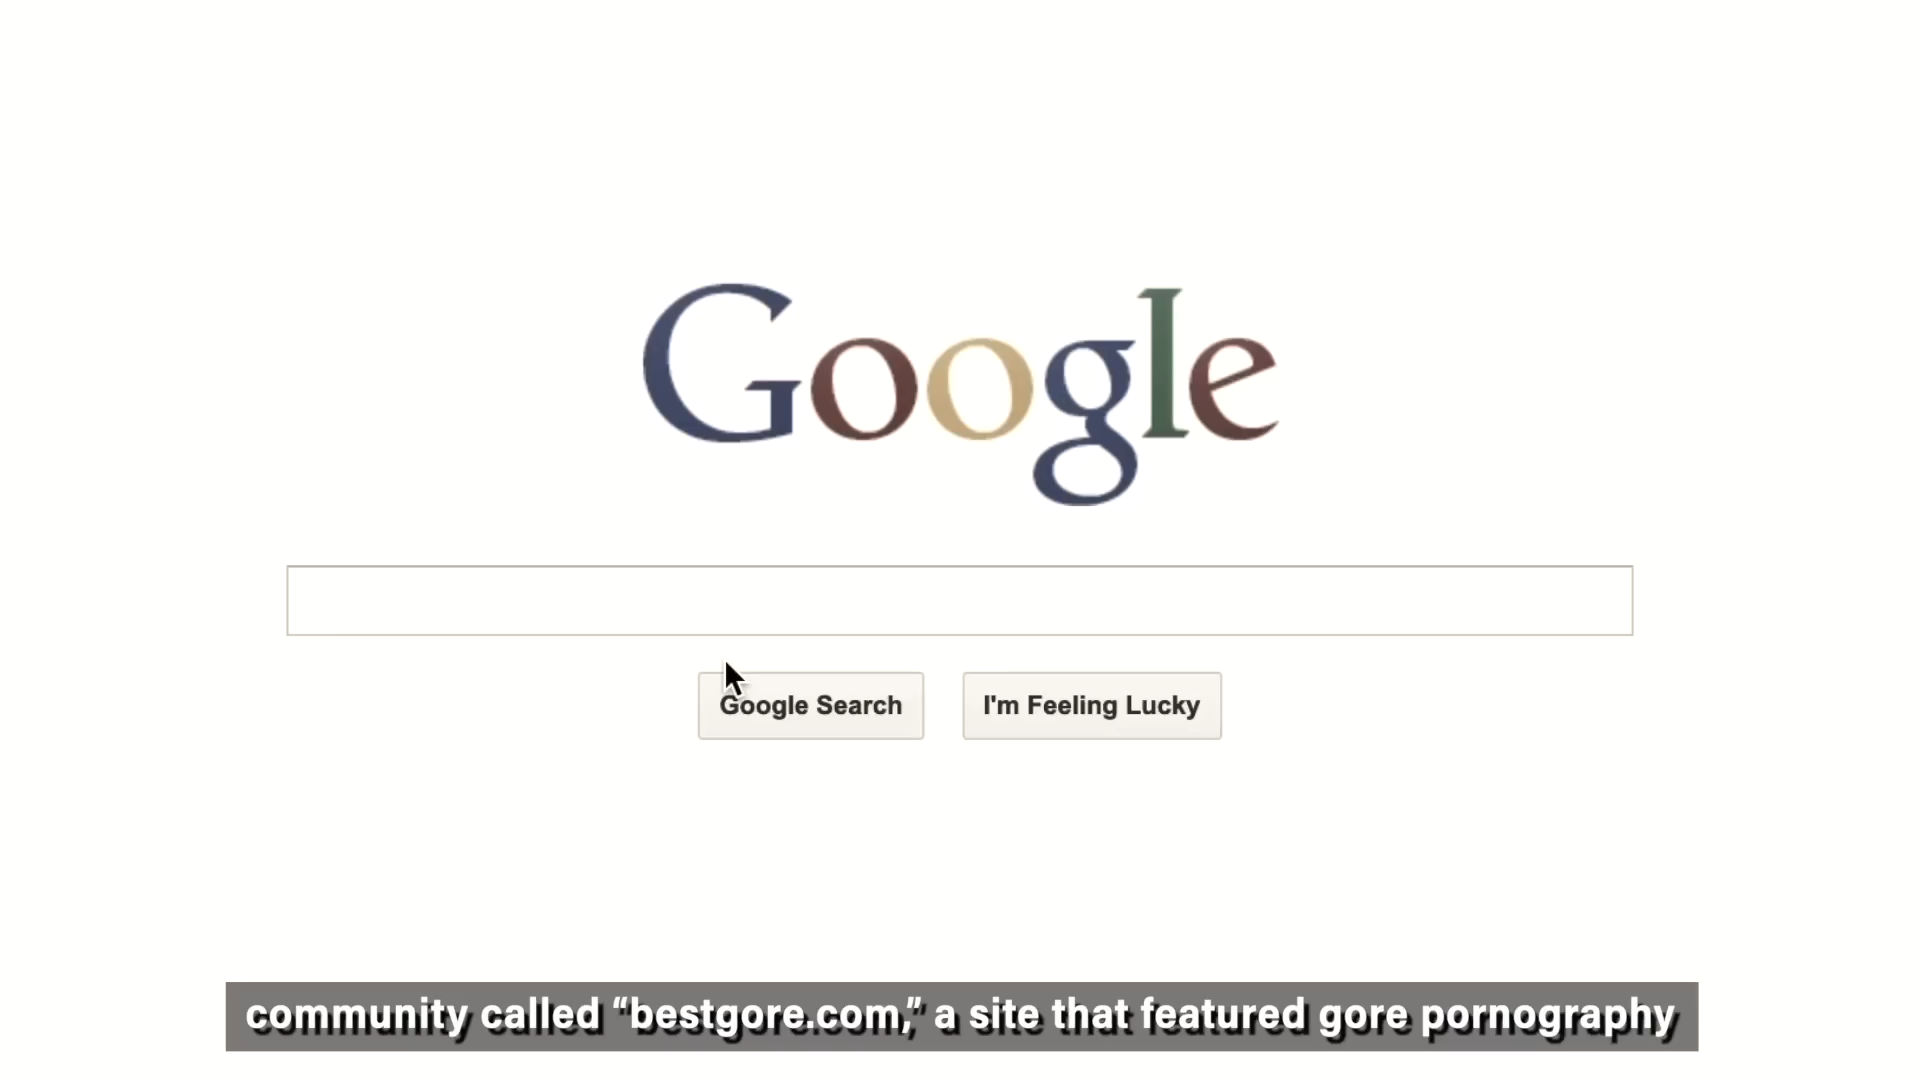 Google
Google Search
I'm Feeling Lucky
community called “bestgore.com,” a site that featured gore pornography